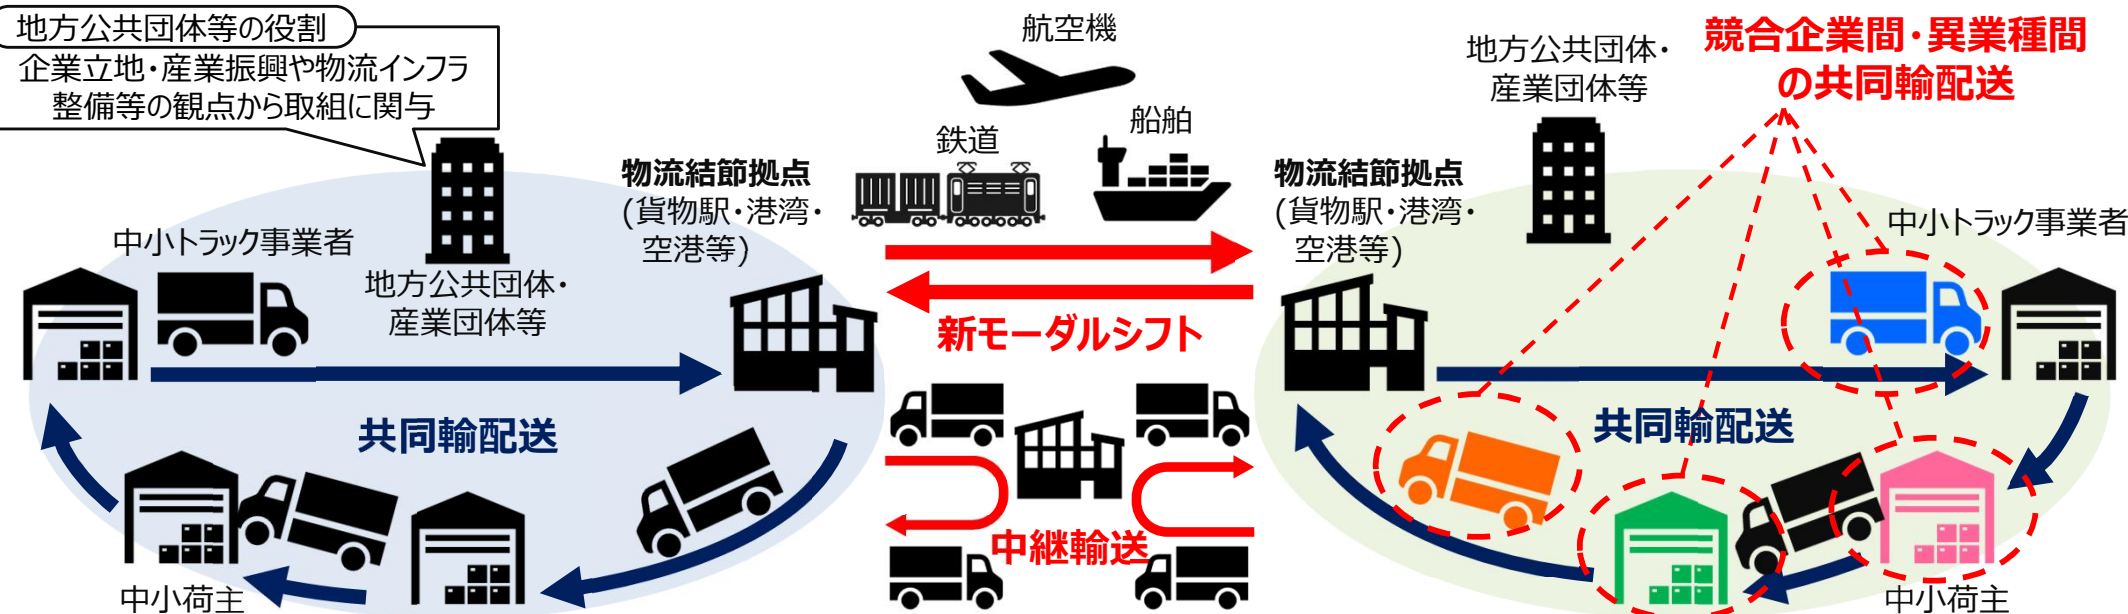 地方公共団体等の役割
企業立地・産業振興や物流インフラ
整備等の観点から取組に関与
航空機
鉄道
船舶
地方公共団体・
産業団体等
競合企業間・異業種間
の共同輸配送
中小トラック事業者
地方公共団体・
産業団体等
物流結節拠点
(貨物駅・港湾・
空港等)
物流結節拠点
(貨物駅・港湾・
空港等)
中小トラック事業者
新モーダルシフト
共同輸配送
共同輸配送
中継輸送
中小荷主
中小荷主